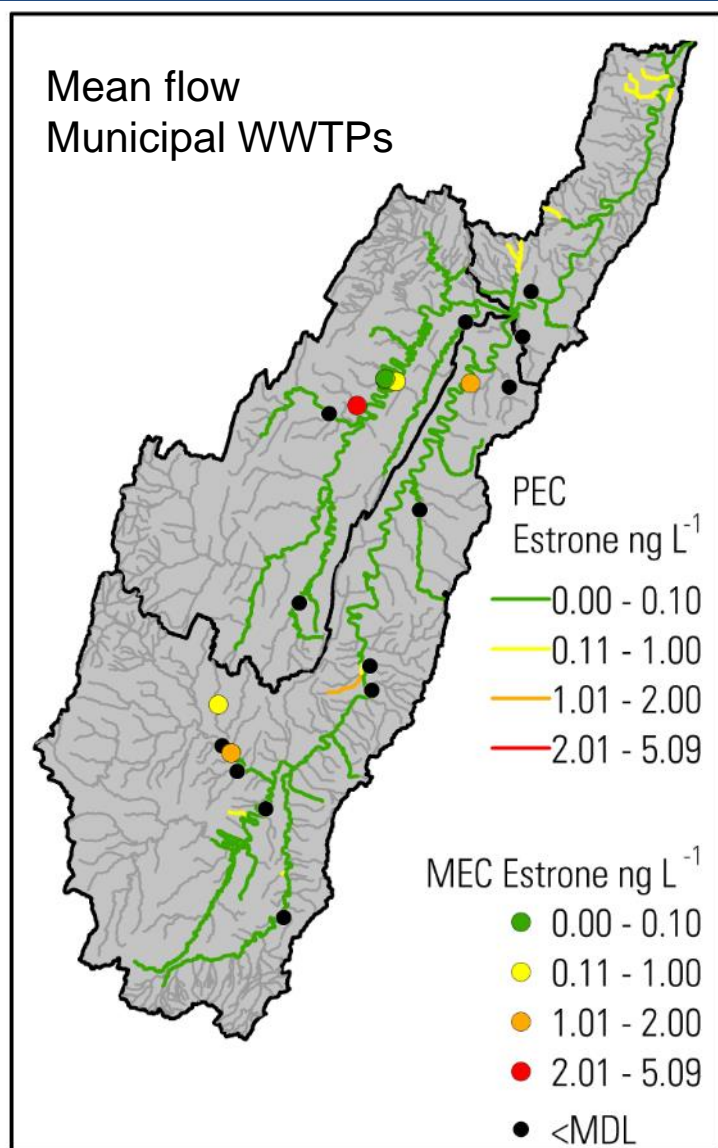 Mean flow
Municipal WWTPs
PEC
Estrone ng L⁻¹
0.00 - 0.10
0.11 - 1.00
1.01 - 2.00
2.01 - 5.09
MEC Estrone ng L⁻¹
0.00 - 0.10
0.11 - 1.00
1.01 - 2.00
2.01 - 5.09
<MDL